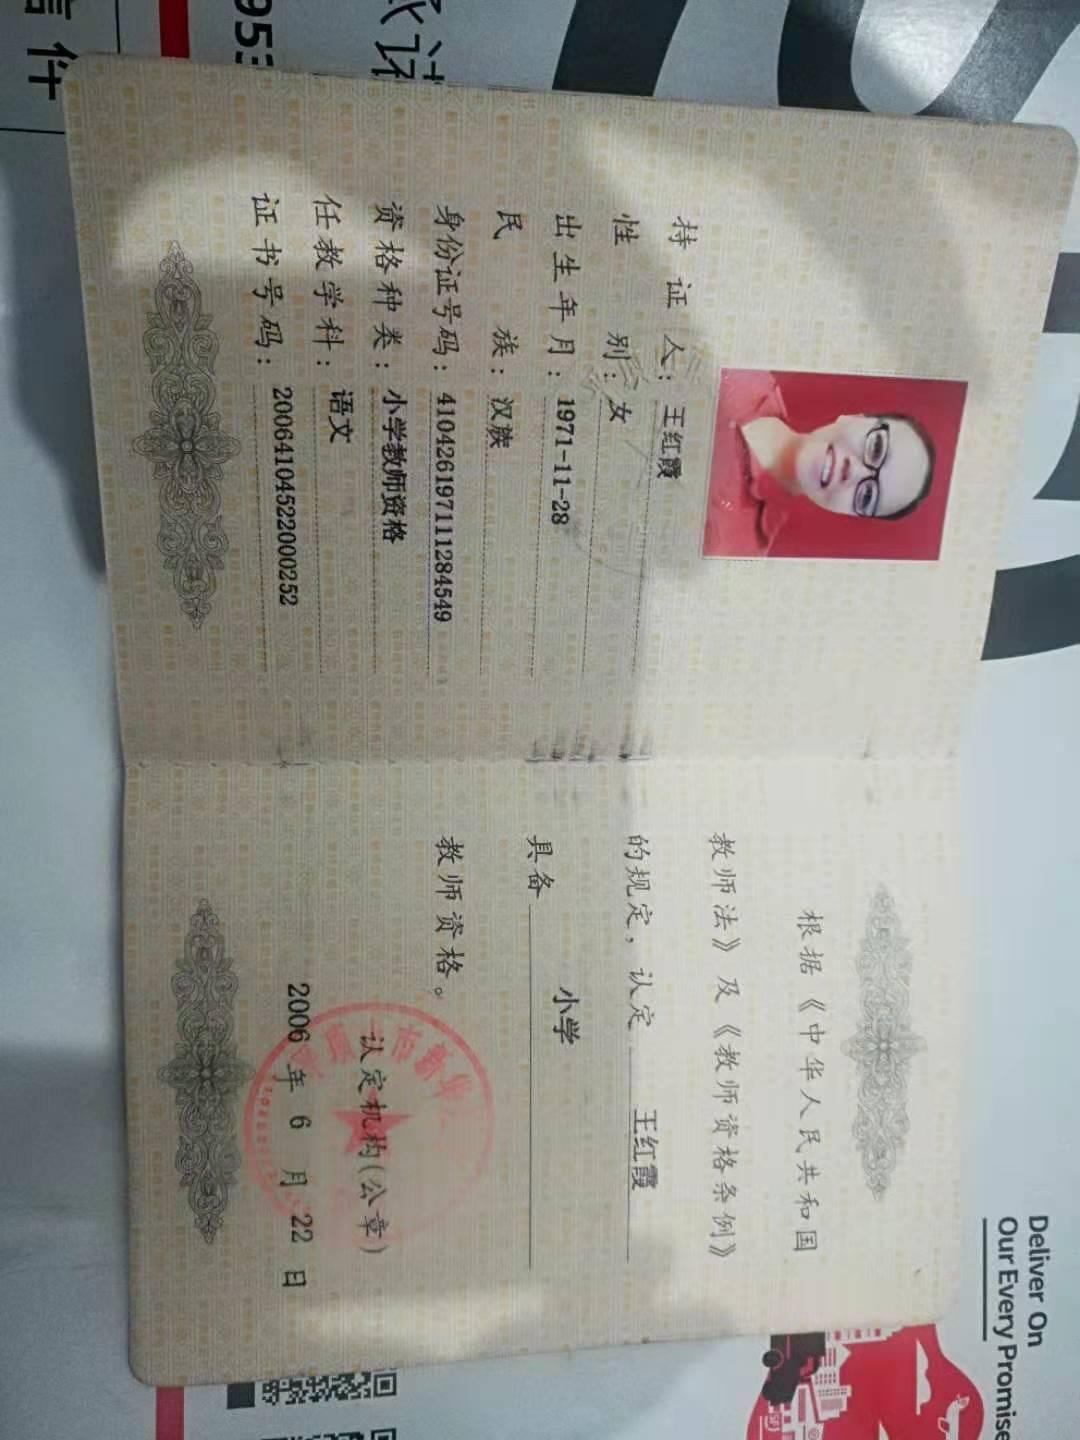 持证人：王红霞
性别：女
出生年月：1971-11-28
民族：汉族
身份证号码：410426197111284549
资格种类：小学教师资格
任教学科：语文
证书号码：20064104522000252
根据《中华人民共和国
教师法》及《教师资格条例》
的规定，认定 王红霞
具备 小学
教师资格。
认定机构(公章)
2006 年 6 月 22 日
Deliver On
Our Every Promise
953
件